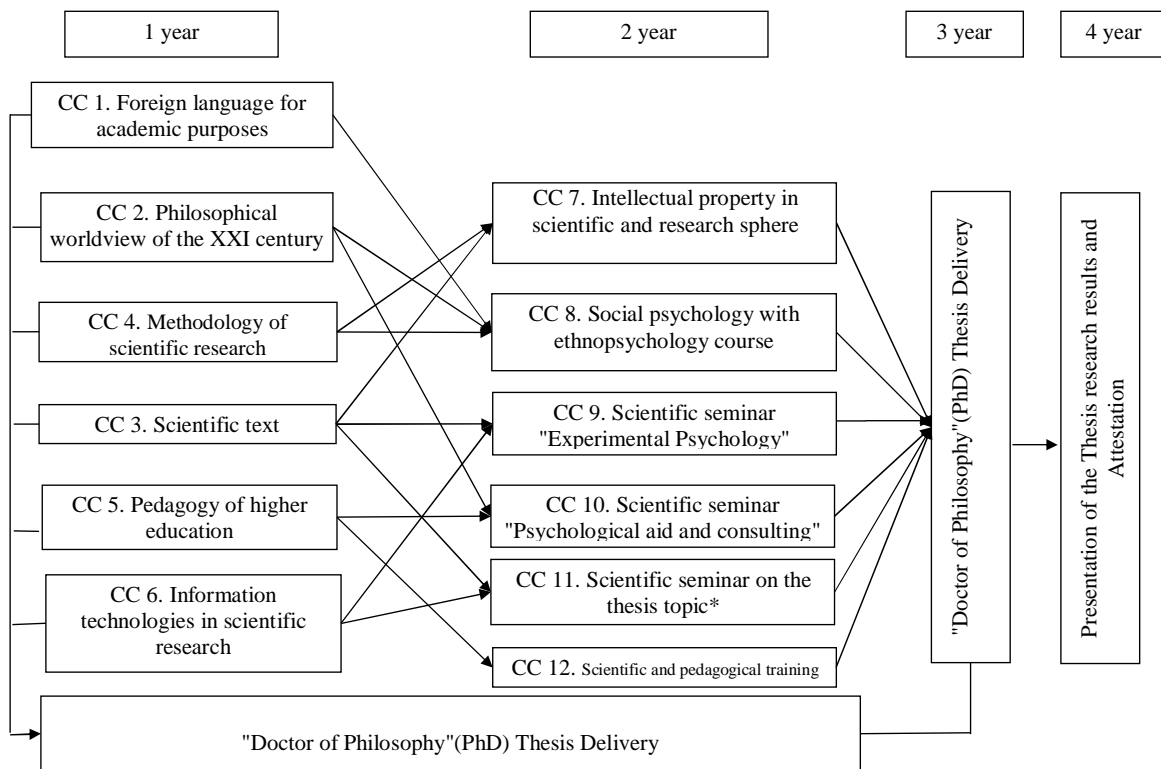 1 year
2 year
3 year
4 year
CC 1. Foreign language for
academic purposes
CC 2. Philosophical
worldview of the XXI century
CC 4. Methodology of
scientific research
CC 3. Scientific text
CC 5. Pedagogy of higher
education
CC 6. Information
technologies in scientific
research
CC 7. Intellectual property in
scientific and research sphere
CC 8. Social psychology with
ethnopsychology course
CC 9. Scientific seminar
"Experimental Psychology"
CC 10. Scientific seminar
"Psychological aid and consulting"
CC 11. Scientific seminar on the
thesis topic*
CC 12. Scientific and pedagogical training
"Doctor of Philosophy"(PhD) Thesis Delivery
Presentation of the Thesis research results and
Attestation
"Doctor of Philosophy"(PhD) Thesis Delivery